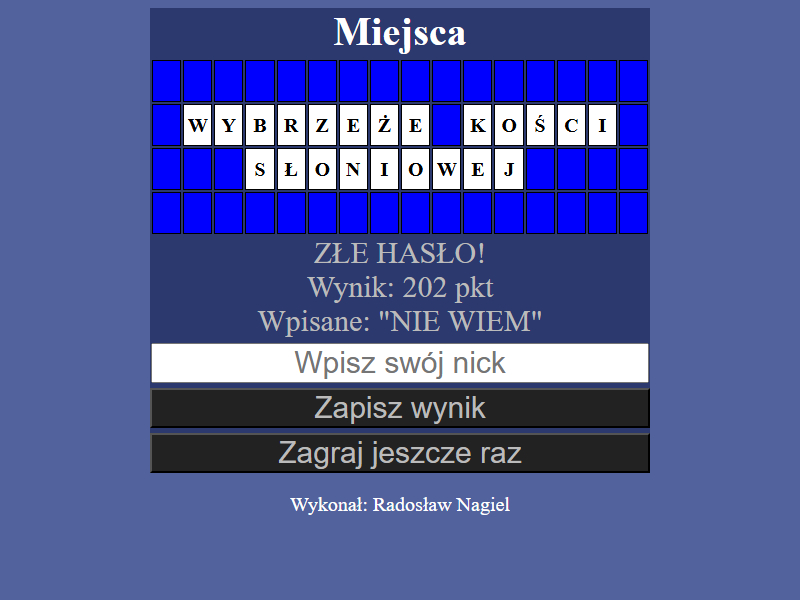 Miejsca
WYBRZEŻE KOŚCI
SŁONIOWEJ
ZŁE HASŁO!
Wynik: 202 pkt
Wpisane: "NIE WIEM"
Wpisz swój nick
Zapisz wynik
Zagraj jeszcze raz
Wykonał: Radosław Nagiel